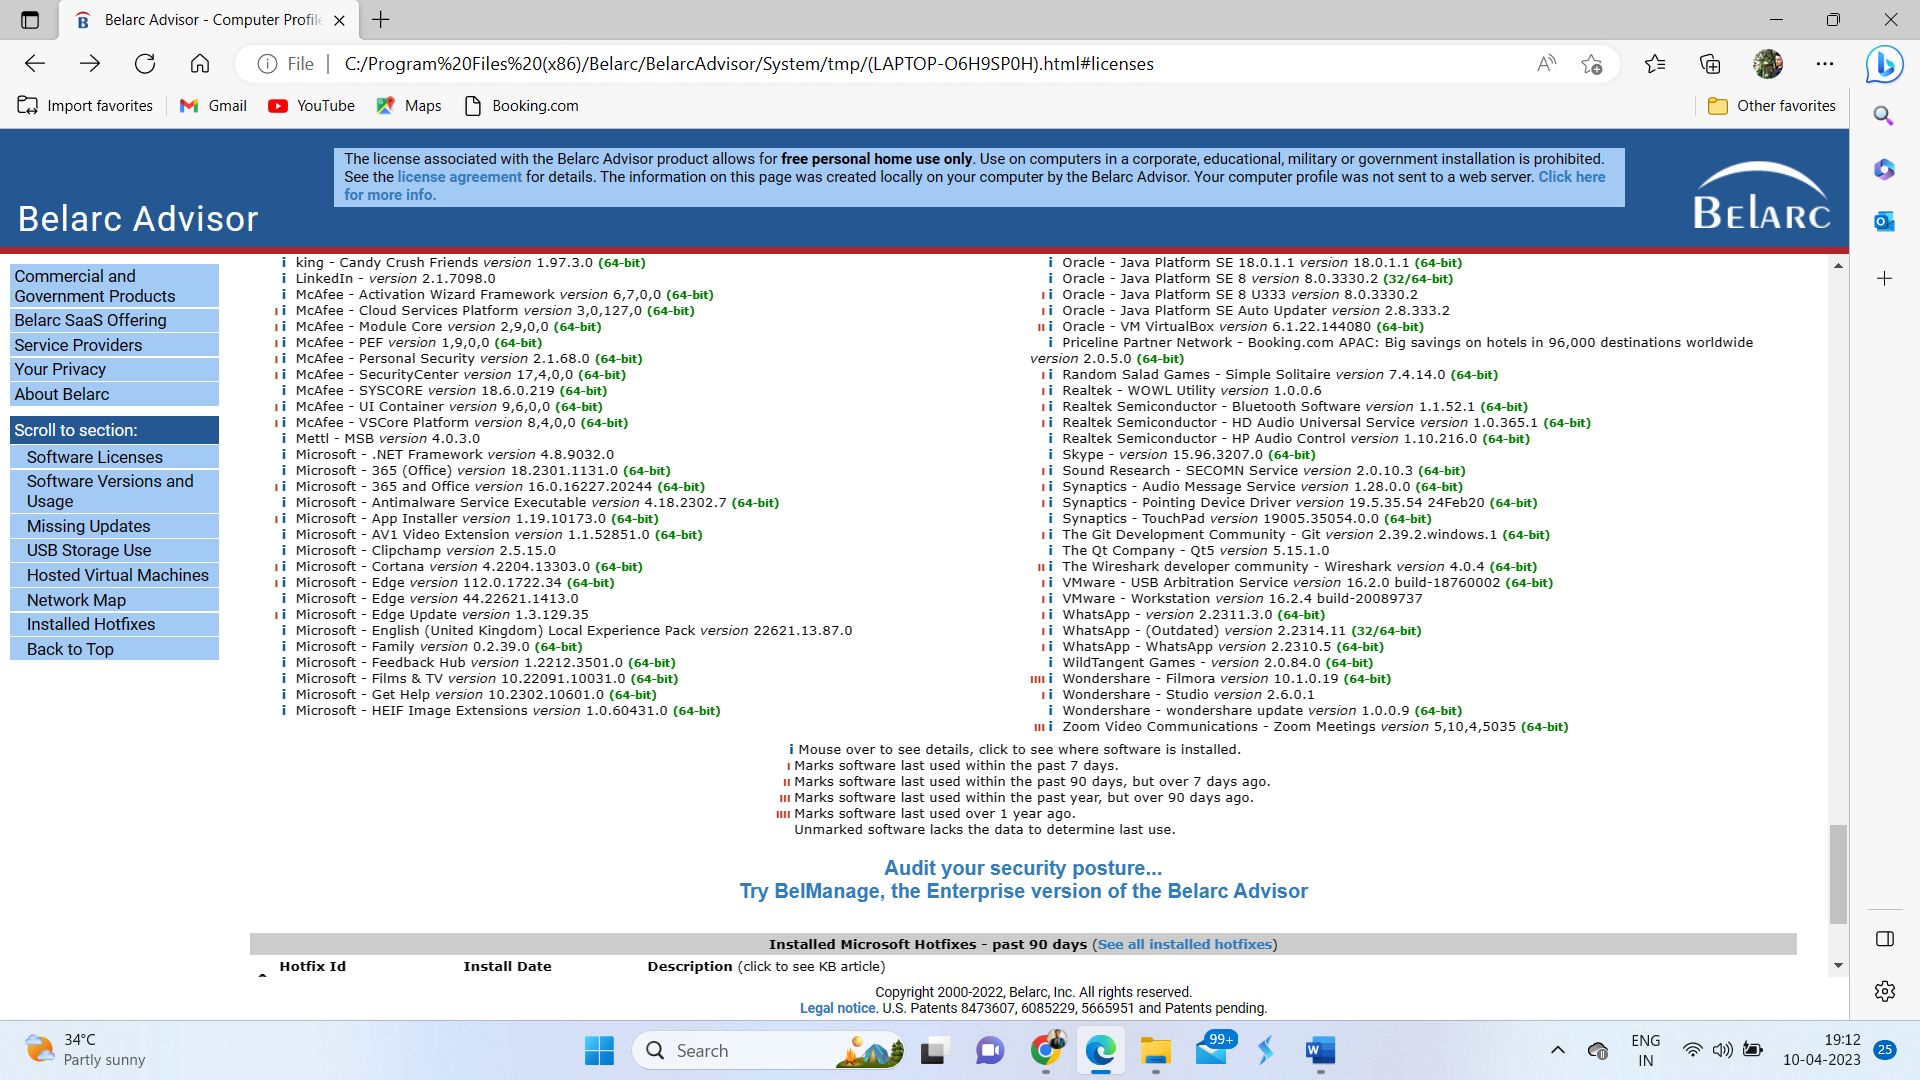 Belarc Advisor - Computer Profile
File
C:/Program%20Files%20(x86)/Belarc/BelarcAdvisor/System/tmp/(LAPTOP-O6H9SP0H).html#licenses
Import favorites
Gmail
YouTube
Maps
Booking.com
Other favorites
Belarc Advisor
The license associated with the Belarc Advisor product allows for free personal home use only. Use on computers in a corporate, educational, military or government installation is prohibited.
See the license agreement for details. The information on this page was created locally on your computer by the Belarc Advisor. Your computer profile was not sent to a web server. Click here
for more info.
BELARC
Commercial and
Government Products
Belarc SaaS Offering
Service Providers
Your Privacy
About Belarc
Scroll to section:
Software Licenses
Software Versions and
Usage
Missing Updates
USB Storage Use
Hosted Virtual Machines
Network Map
Installed Hotfixes
Back to Top
i king - Candy Crush Friends version 1.97.3.0 (64-bit)
i LinkedIn - version 2.1.7098.0
i McAfee - Activation Wizard Framework version 6,7,0,0 (64-bit)
ı i McAfee - Cloud Services Platform version 3,0,127,0 (64-bit)
ı i McAfee - Module Core version 2,9,0,0 (64-bit)
ı i McAfee - PEF version 1,9,0,0 (64-bit)
ı i McAfee - Personal Security version 2.1.68.0 (64-bit)
ı i McAfee - SecurityCenter version 17,4,0,0 (64-bit)
i McAfee - SYSCORE version 18.6.0.219 (64-bit)
ı i McAfee - UI Container version 9,6,0,0 (64-bit)
ı i McAfee - VSCore Platform version 8,4,0,0 (64-bit)
i Mettl - MSB version 4.0.3.0
i Microsoft - .NET Framework version 4.8.9032.0
i Microsoft - 365 (Office) version 18.2301.1131.0 (64-bit)
ı i Microsoft - 365 and Office version 16.0.16227.20244 (64-bit)
i Microsoft - Antimalware Service Executable version 4.18.2302.7 (64-bit)
ı i Microsoft - App Installer version 1.19.10173.0 (64-bit)
i Microsoft - AV1 Video Extension version 1.1.52851.0 (64-bit)
i Microsoft - Clipchamp version 2.5.15.0
ı i Microsoft - Cortana version 4.2204.13303.0 (64-bit)
ı i Microsoft - Edge version 112.0.1722.34 (64-bit)
i Microsoft - Edge version 44.22621.1413.0
ı i Microsoft - Edge Update version 1.3.129.35
i Microsoft - English (United Kingdom) Local Experience Pack version 22621.13.87.0
i Microsoft - Family version 0.2.39.0 (64-bit)
i Microsoft - Feedback Hub version 1.2212.3501.0 (64-bit)
i Microsoft - Films & TV version 10.22091.10031.0 (64-bit)
i Microsoft - Get Help version 10.2302.10601.0 (64-bit)
i Microsoft - HEIF Image Extensions version 1.0.60431.0 (64-bit)
i Oracle - Java Platform SE 18.0.1.1 version 18.0.1.1 (64-bit)
i Oracle - Java Platform SE 8 version 8.0.3330.2 (32/64-bit)
ı i Oracle - Java Platform SE 8 U333 version 8.0.3330.2
ı i Oracle - Java Platform SE Auto Updater version 2.8.333.2
ıı i Oracle - VM VirtualBox version 6.1.22.144080 (64-bit)
i Priceline Partner Network - Booking.com APAC: Big savings on hotels in 96,000 destinations worldwide
version 2.0.5.0 (64-bit)
ı i Random Salad Games - Simple Solitaire version 7.4.14.0 (64-bit)
ı i Realtek - WOWL Utility version 1.0.0.6
ı i Realtek Semiconductor - Bluetooth Software version 1.1.52.1 (64-bit)
ı i Realtek Semiconductor - HD Audio Universal Service version 1.0.365.1 (64-bit)
i Realtek Semiconductor - HP Audio Control version 1.10.216.0 (64-bit)
i Skype - version 15.96.3207.0 (64-bit)
ı i Sound Research - SECOMN Service version 2.0.10.3 (64-bit)
ı i Synaptics - Audio Message Service version 1.28.0.0 (64-bit)
ı i Synaptics - Pointing Device Driver version 19.5.35.54 24Feb20 (64-bit)
i Synaptics - TouchPad version 19005.35054.0.0 (64-bit)
ı i The Git Development Community - Git version 2.39.2.windows.1 (64-bit)
i The Qt Company - Qt5 version 5.15.1.0
ıı i The Wireshark developer community - Wireshark version 4.0.4 (64-bit)
ı i VMware - USB Arbitration Service version 16.2.0 build-18760002 (64-bit)
ı i VMware - Workstation version 16.2.4 build-20089737
ı i WhatsApp - version 2.2311.3.0 (64-bit)
ı i WhatsApp - (Outdated) version 2.2314.11 (32/64-bit)
ı i WhatsApp - WhatsApp version 2.2310.5 (64-bit)
i WildTangent Games - version 2.0.84.0 (64-bit)
ıııı i Wondershare - Filmora version 10.1.0.19 (64-bit)
ı i Wondershare - Studio version 2.6.0.1
i Wondershare - wondershare update version 1.0.0.9 (64-bit)
ııı i Zoom Video Communications - Zoom Meetings version 5,10,4,5035 (64-bit)
i Mouse over to see details, click to see where software is installed.
ı Marks software last used within the past 7 days.
ıı Marks software last used within the past 90 days, but over 7 days ago.
ııı Marks software last used within the past year, but over 90 days ago.
ıııı Marks software last used over 1 year ago.
Unmarked software lacks the data to determine last use.
Audit your security posture...
Try BelManage, the Enterprise version of the Belarc Advisor
Installed Microsoft Hotfixes - past 90 days (See all installed hotfixes)
Hotfix Id Install Date Description (click to see KB article)
Copyright 2000-2022, Belarc, Inc. All rights reserved.
Legal notice. U.S. Patents 8473607, 6085229, 5665951 and Patents pending.
34°C
Partly sunny
Search
99+
ENG
IN
19:12
10-04-2023
25